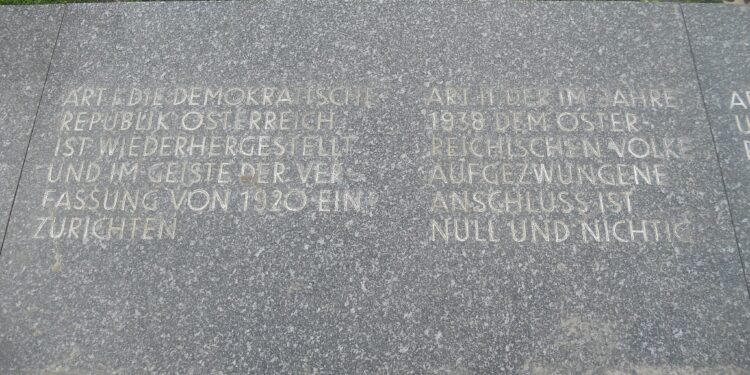 ART I: DIE DEMOKRATISCHE
REPUBLIK ÖSTERREICH
IST WIEDERHERGESTELLT
UND IM GEISTE DER VER-
FASSUNG VON 1920 EIN
ZURICHTEN.
ART II: DER IM JAHRE
1938 DEM ÖSTER-
REICHISCHEN VOLKE
AUFGEZWUNGENE
ANSCHLUSS IST
NULL UND NICHTIG